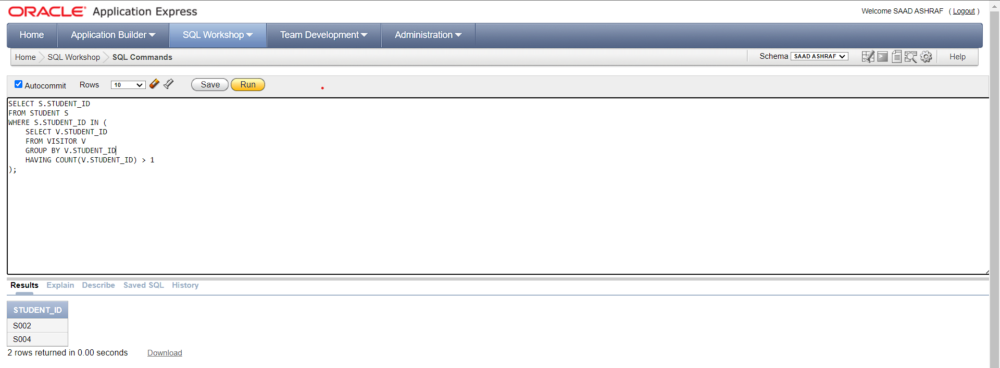 ORACLE® Application Express
Welcome SAAD ASHRAF ( Logout )
Home Application Builder SQL Workshop Team Development Administration
Home SQL Workshop SQL Commands Schema SAAD ASHRAF Help
Autocommit Rows 10 Save Run
SELECT S.STUDENT_ID
FROM STUDENT S
WHERE S.STUDENT_ID IN (
    SELECT V.STUDENT_ID
    FROM VISITOR V
    GROUP BY V.STUDENT_ID
    HAVING COUNT(V.STUDENT_ID) > 1
);
Results Explain Describe Saved SQL History
STUDENT_ID
S002
S004
2 rows returned in 0.00 seconds Download